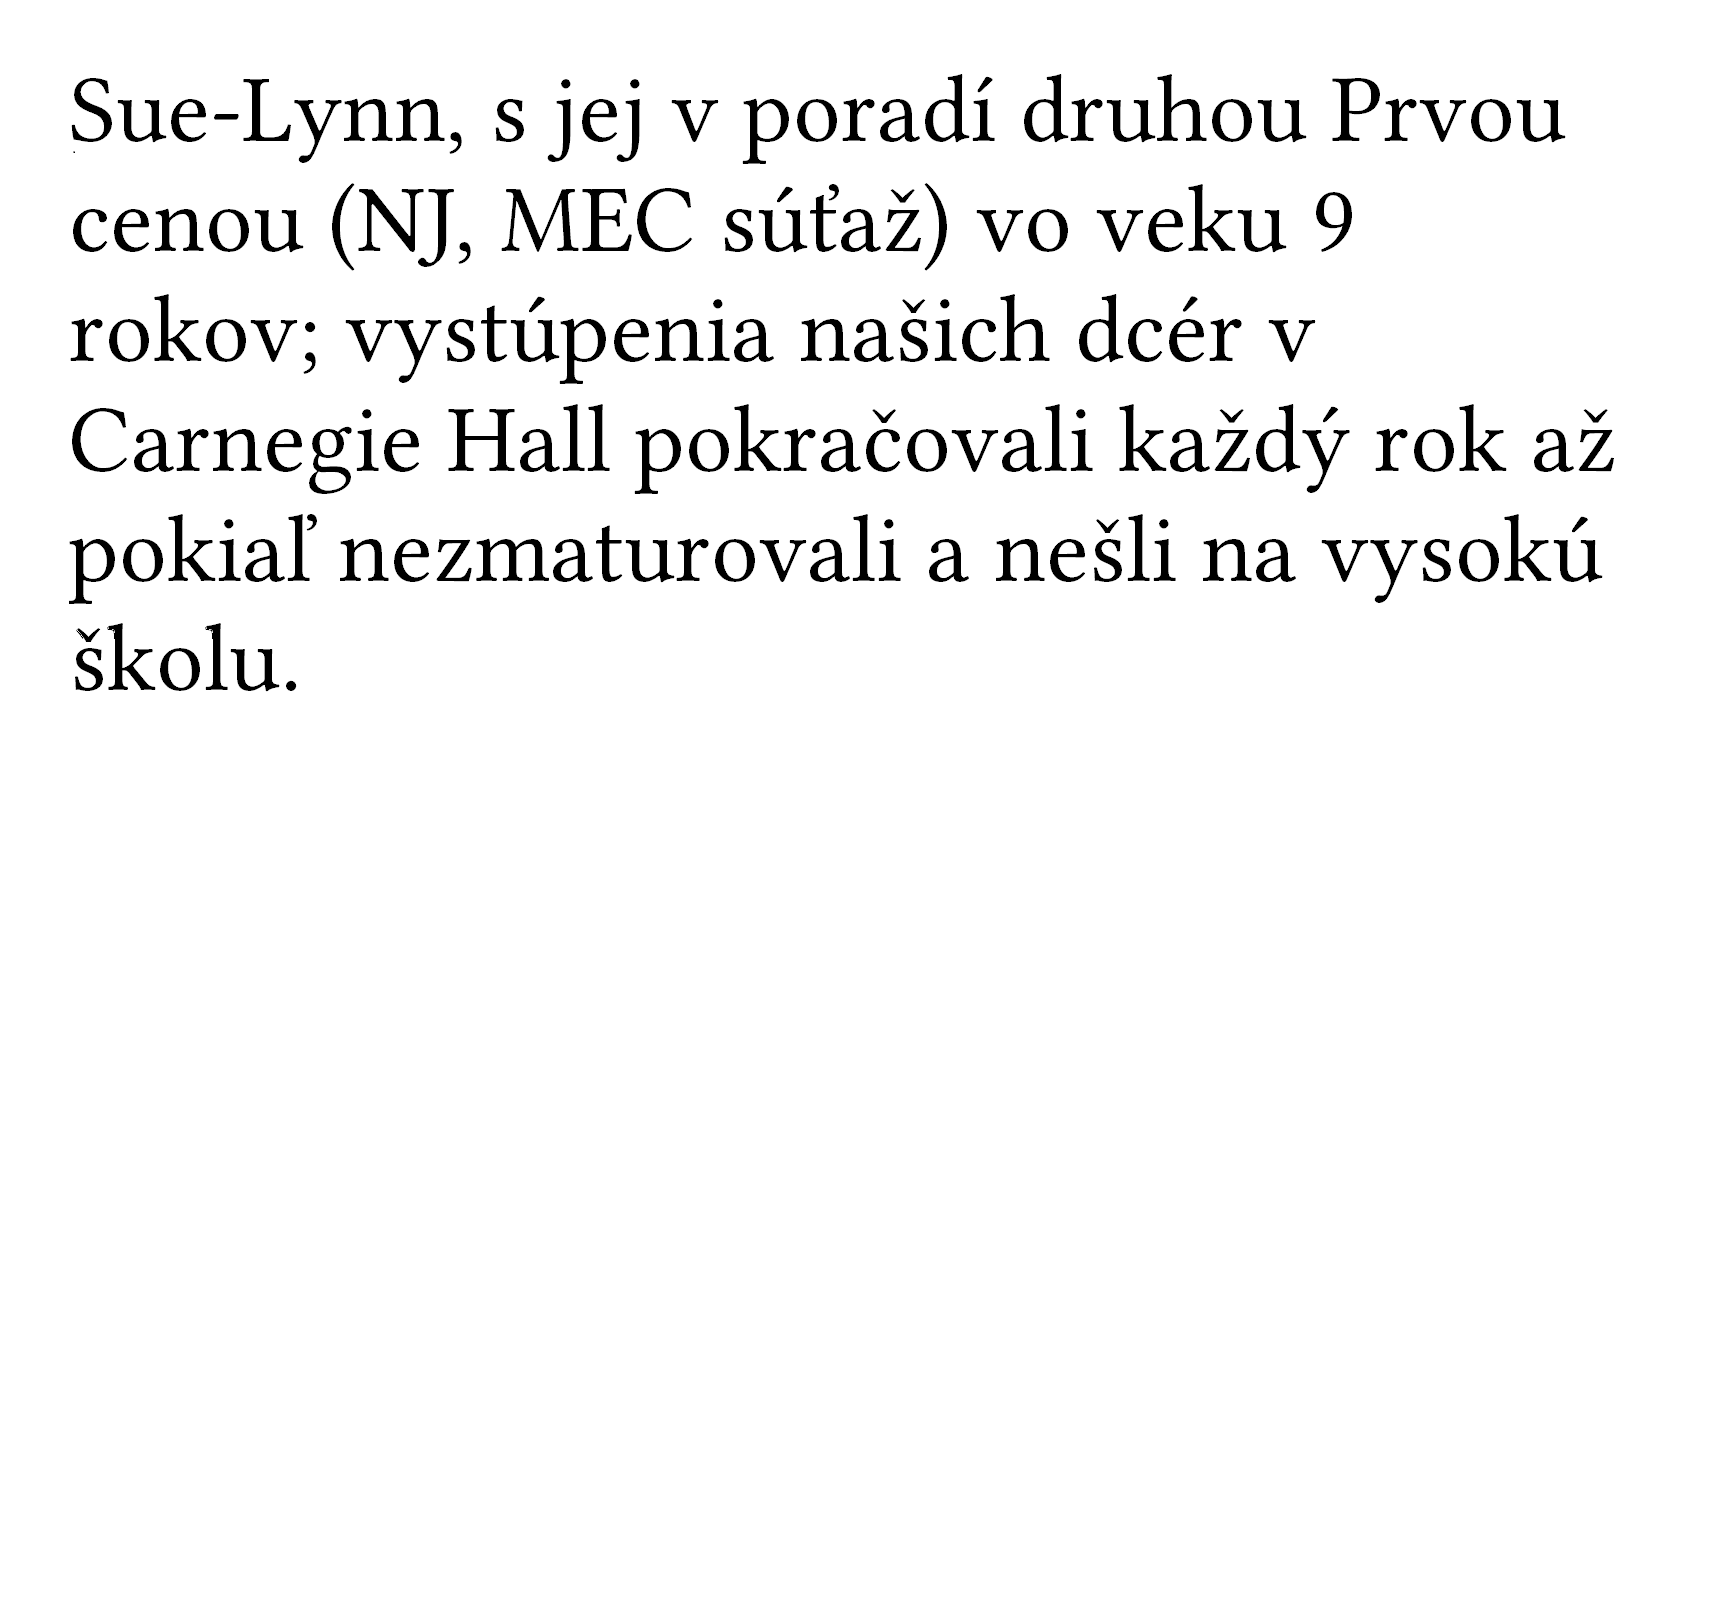 Sue-Lynn, s jej v poradí druhou Prvou
cenou (NJ, MEC súťaž) vo veku 9
rokov; vystúpenia našich dcér v
Carnegie Hall pokračovali každý rok až
pokiaľ nezmaturovali a nešli na vysokú
školu.